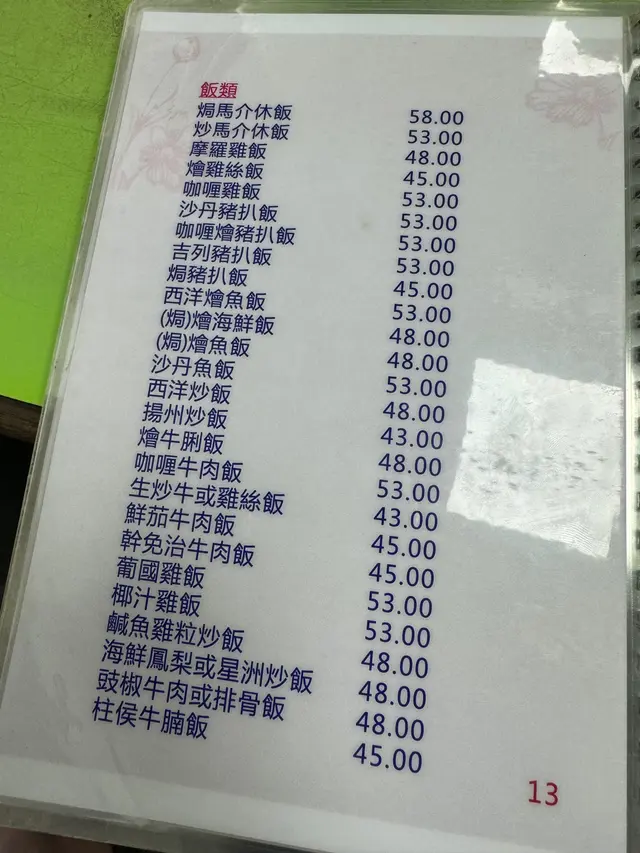 飯類
焗馬介休飯 58.00
炒馬介休飯 53.00
摩羅雞飯 48.00
燴雞絲飯 45.00
咖喱雞飯 53.00
沙丹豬扒飯 53.00
咖喱燴豬扒飯 53.00
吉列豬扒飯 53.00
焗豬扒飯 45.00
西洋燴魚飯 53.00
(焗)燴海鮮飯 48.00
(焗)燴魚飯 48.00
沙丹魚飯 53.00
西洋炒飯 48.00
揚州炒飯 43.00
燴牛脷飯 48.00
咖喱牛肉飯 53.00
生炒牛或雞絲飯 43.00
鮮茄牛肉飯 45.00
幹免治牛肉飯 45.00
葡國雞飯 53.00
椰汁雞飯 53.00
鹹魚雞粒炒飯 48.00
海鮮鳳梨或星洲炒飯 48.00
豉椒牛肉或排骨飯 48.00
柱侯牛腩飯 45.00
13